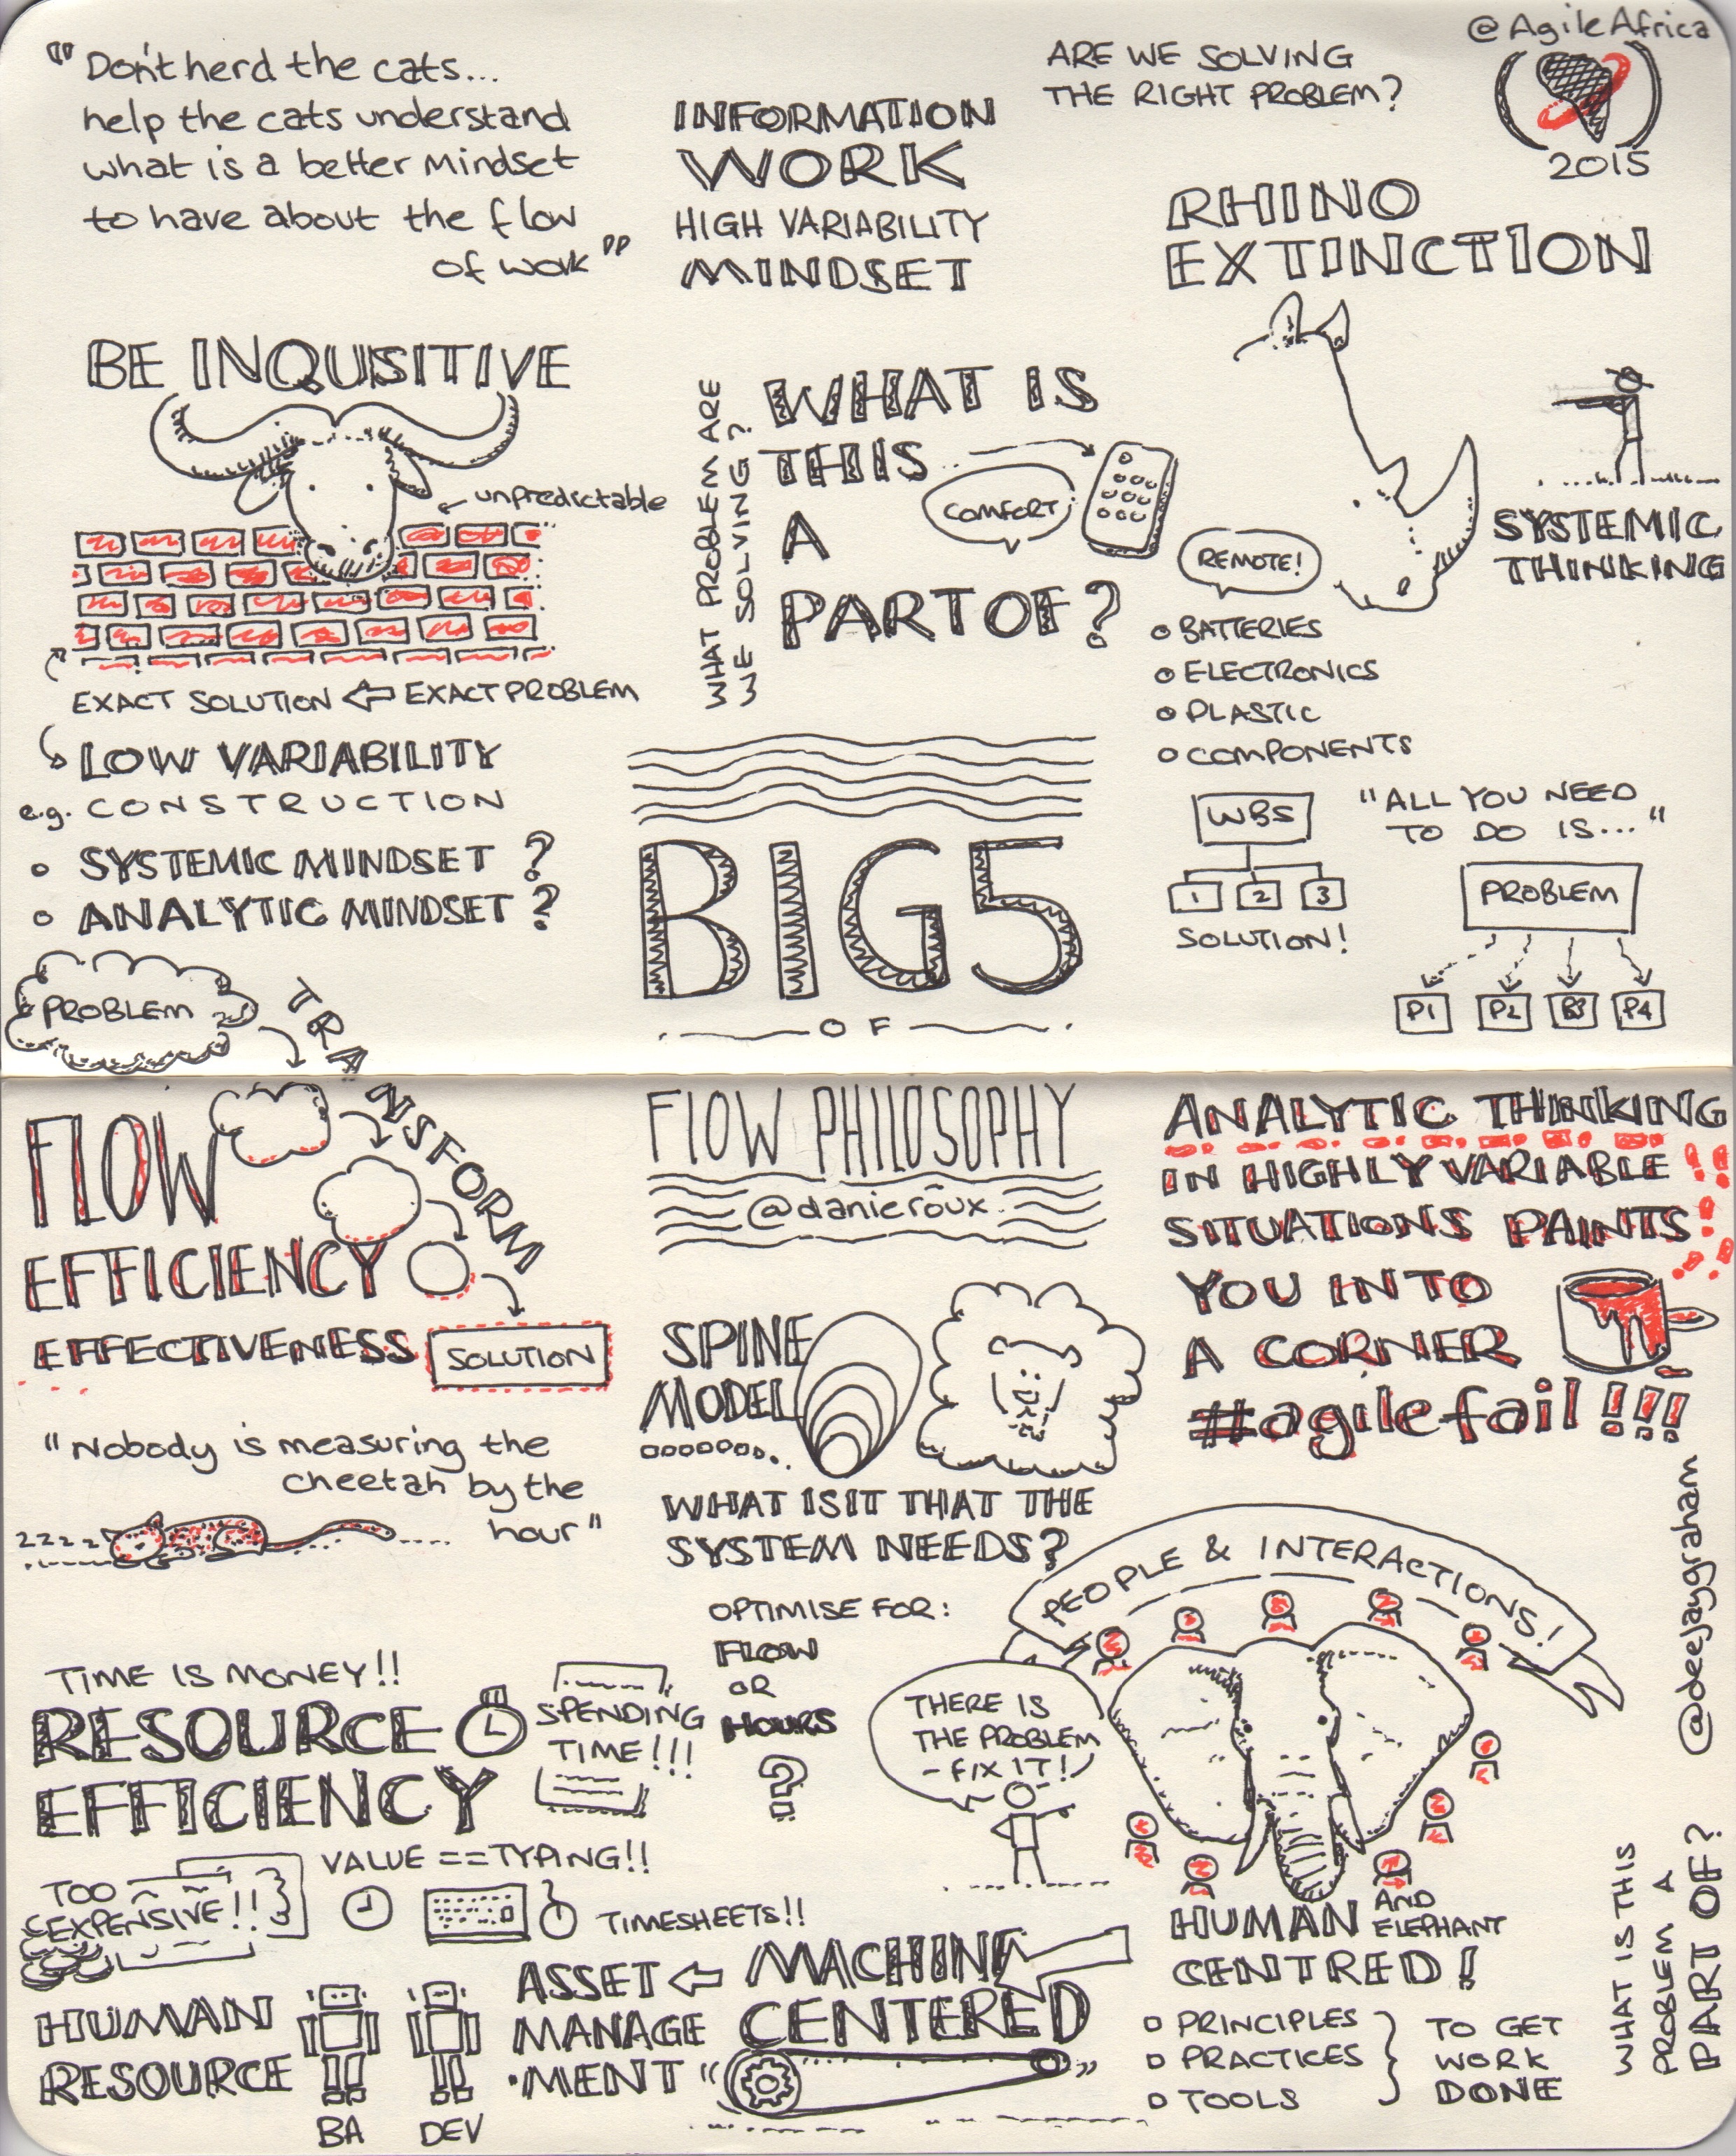 "Don't herd the cats...
help the cats understand
what is a better mindset
to have about the flow
of work"
INFORMATION
WORK
HIGH VARIABILITY
MINDSET
ARE WE SOLVING
THE RIGHT PROBLEM?
@AgileAfrica
2015
RHINO
EXTINCTION
SYSTEMIC
THINKING
BE INQUSITIVE
unpredictable
EXACT SOLUTION ⇐ EXACT PROBLEM
LOW VARIABILITY
e.g. CONSTRUCTION
SYSTEMIC MINDSET ?
ANALYTIC MINDSET ?
WHAT PROBLEM ARE
WE SOLVING?
WHAT IS
THIS
A
PART OF?
COMFORT
REMOTE!
BATTERIES
ELECTRONICS
PLASTIC
COMPONENTS
WBS
1 2 3
SOLUTION!
"ALL YOU NEED
TO DO IS..."
PROBLEM
P1 P2 P3 P4
BIG 5
OF
FLOW PHILOSOPHY
@danieroux
PROBLEM
TRANSFORM
FLOW
EFFICIENCY
EFFECTIVENESS
SOLUTION
"Nobody is measuring the
cheetah by the
hour"
zzzz
SPINE
MODEL
WHAT IS IT THAT THE
SYSTEM NEEDS?
OPTIMISE FOR:
FLOW
OR
HOURS
?
ANALYTIC THINKING
IN HIGHLY VARIABLE
SITUATIONS PAINTS
YOU INTO
A CORNER
#agilefail!!!
@deejaygraham
PEOPLE & INTERACTIONS!
THERE IS
THE PROBLEM
- FIX IT!
HUMAN AND ELEPHANT
CENTRED!
PRINCIPLES
PRACTICES
TOOLS
TO GET
WORK
DONE
WHAT IS THIS
PROBLEM A
PART OF?
TIME IS MONEY!!
RESOURCE
EFFICIENCY
SPENDING
TIME!!!
VALUE == TYPING!!
TOO
EXPENSIVE!!
TIMESHEETS!!
HUMAN
RESOURCE
BA
DEV
ASSET ⇐ MACHINE
MANAGE
-MENT
CENTERED